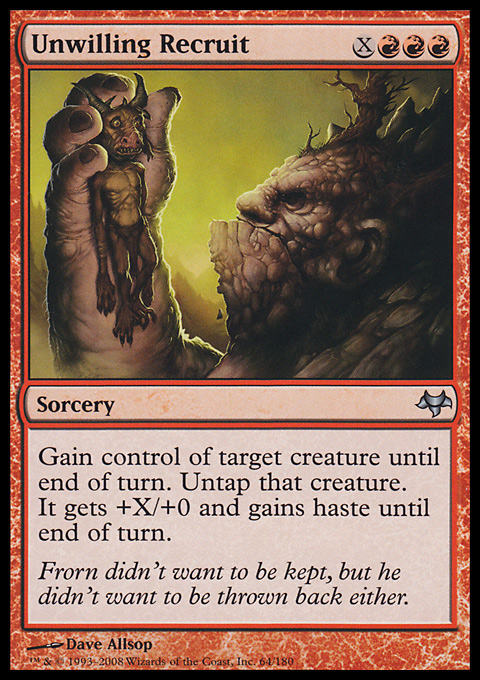 Unwilling Recruit X
Sorcery
Gain control of target creature until
end of turn. Untap that creature.
It gets +X/+0 and gains haste until
end of turn.
Frorn didn't want to be kept, but he
didn't want to be thrown back either.
Dave Allsop
™ & © 1993–2008 Wizards of the Coast, Inc. 64/180